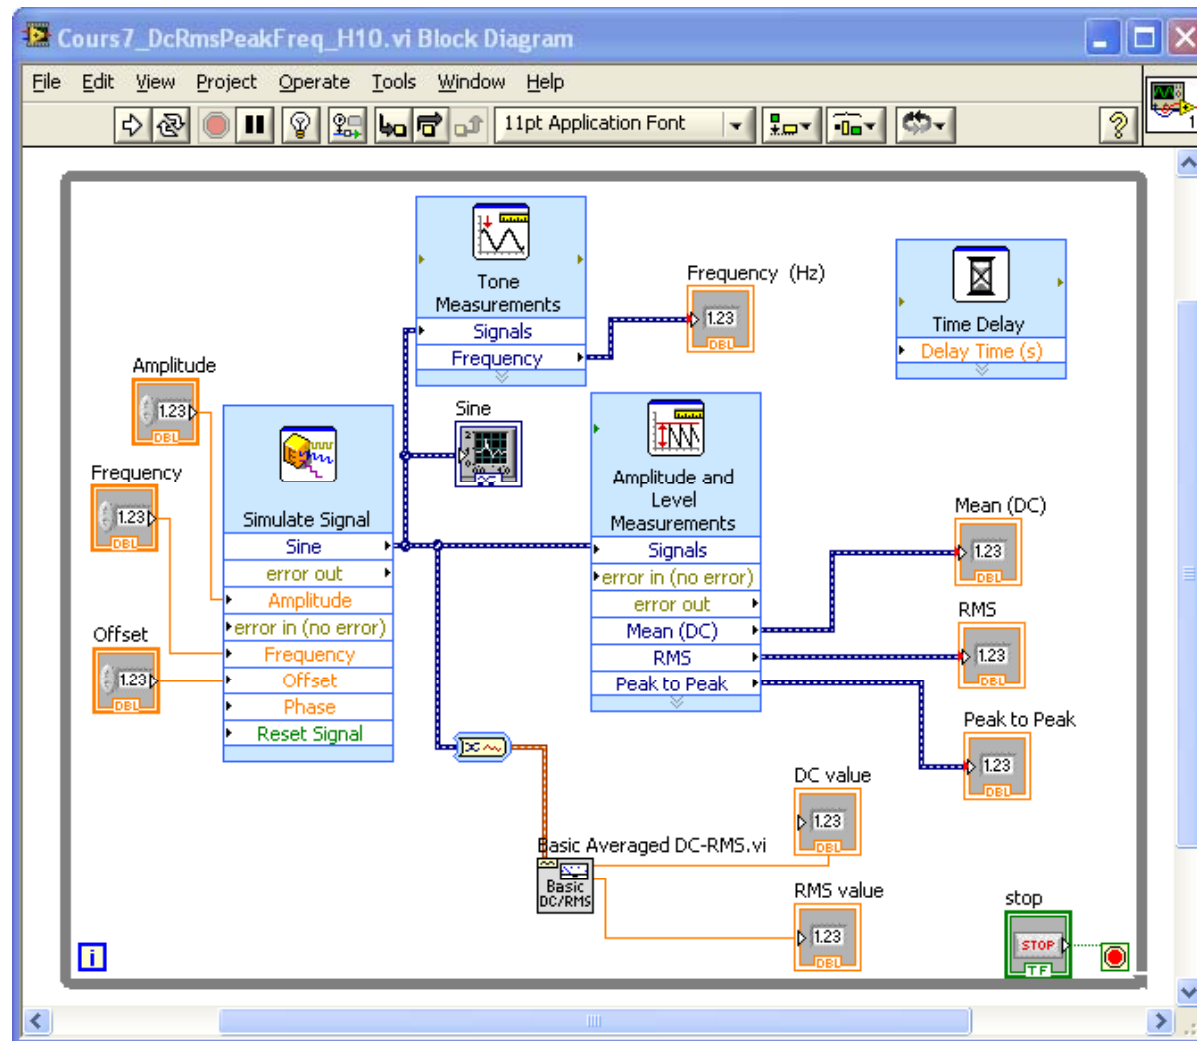 Cours7_DcRmsPeakFreq_H10.vi Block Diagram
File Edit View Project Operate Tools Window Help
11pt Application Font
?
1
Tone
Measurements
Signals
Frequency
Frequency (Hz)
1.23
DBL
Time Delay
Delay Time (s)
Amplitude
1.23
DBL
Frequency
1.23
DBL
Offset
1.23
DBL
Simulate Signal
Sine
error out
Amplitude
error in (no error)
Frequency
Offset
Phase
Reset Signal
Sine
Amplitude and
Level
Measurements
Signals
error in (no error)
error out
Mean (DC)
RMS
Peak to Peak
Mean (DC)
1.23
DBL
RMS
1.23
DBL
Peak to Peak
1.23
DBL
DC value
1.23
DBL
Basic Averaged DC-RMS.vi
Basic
DC/RMS
RMS value
1.23
DBL
stop
STOP
TF
i